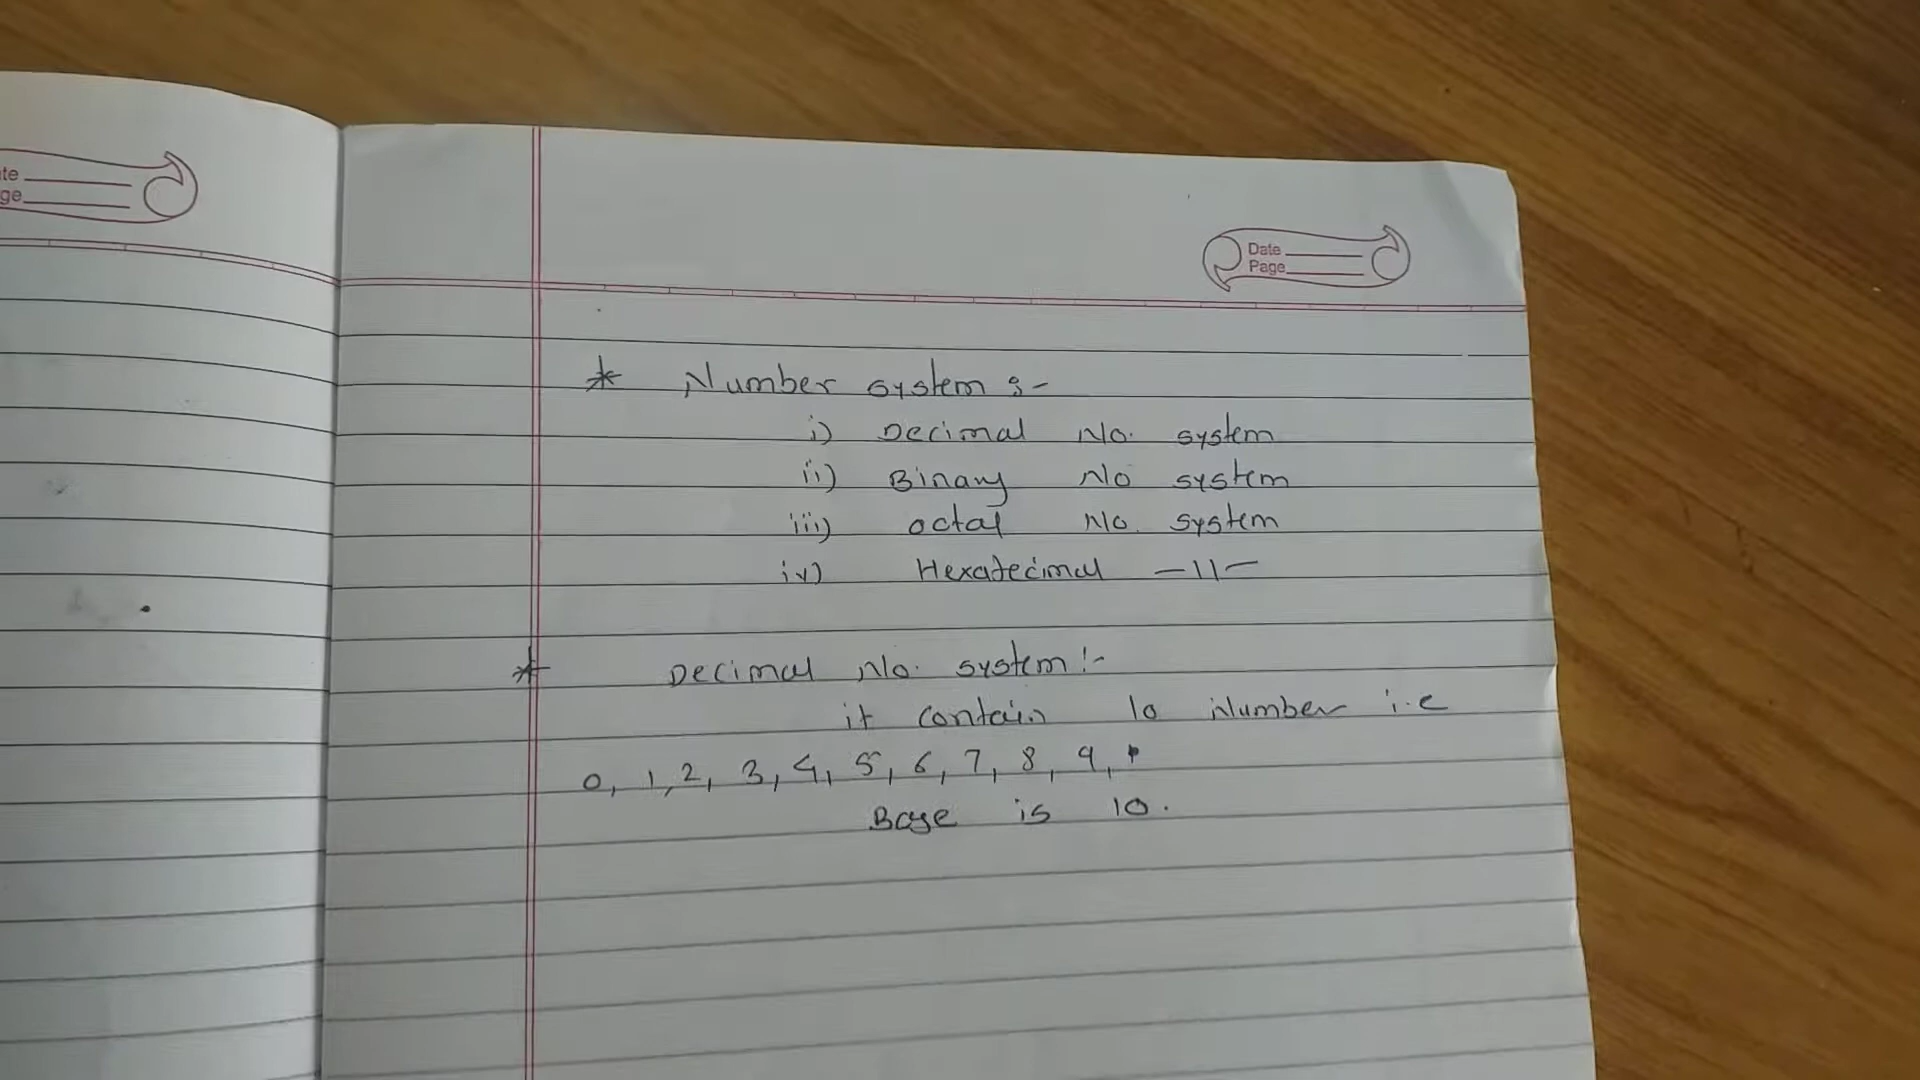 te
ge
Date
Page
* Number system :-
i) Decimal No. system
ii) Binary No system
iii) octal No. system
iv) Hexadecimal -11-
* Decimal No. system :-
it contain 10 Number i.e
0, 1, 2, 3, 4, 5, 6, 7, 8, 9,
Base is 10.